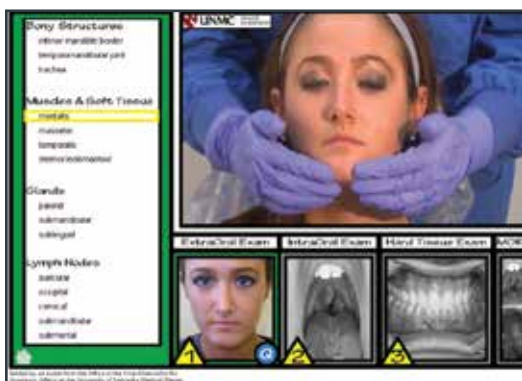 Bony Structures
inferior mandible border
temporomandibular joint
trachea
Muscles & Soft Tissue
mentalis
masseter
temporalis
sternocleidomastoid
Glands
parotid
submandibular
sublingual
Lymph Nodes
auricular
occipital
cervical
submandibular
submental
UNMC
ExtraOral Exam
IntraOral Exam
Hard Tissue Exam
1
Q
2
3